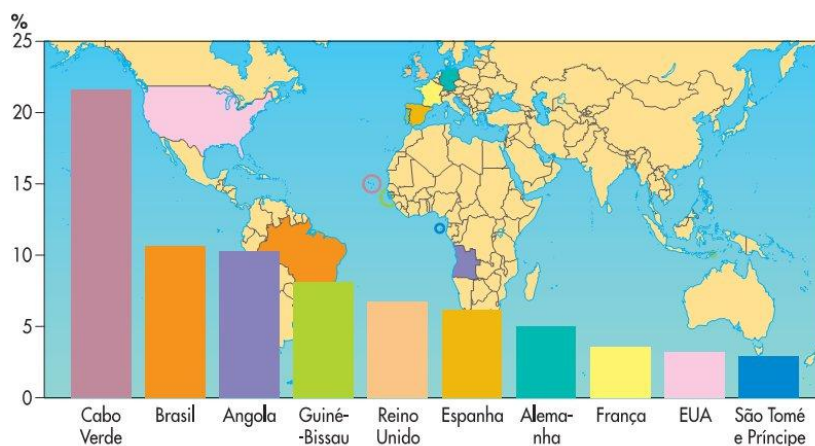 %
25
20
15
10
5
0
Cabo
Verde
Brasil
Angola
Guiné-
-Bissau
Reino
Unido
Espanha
Alema-
nha
França
EUA
São Tomé
e Príncipe